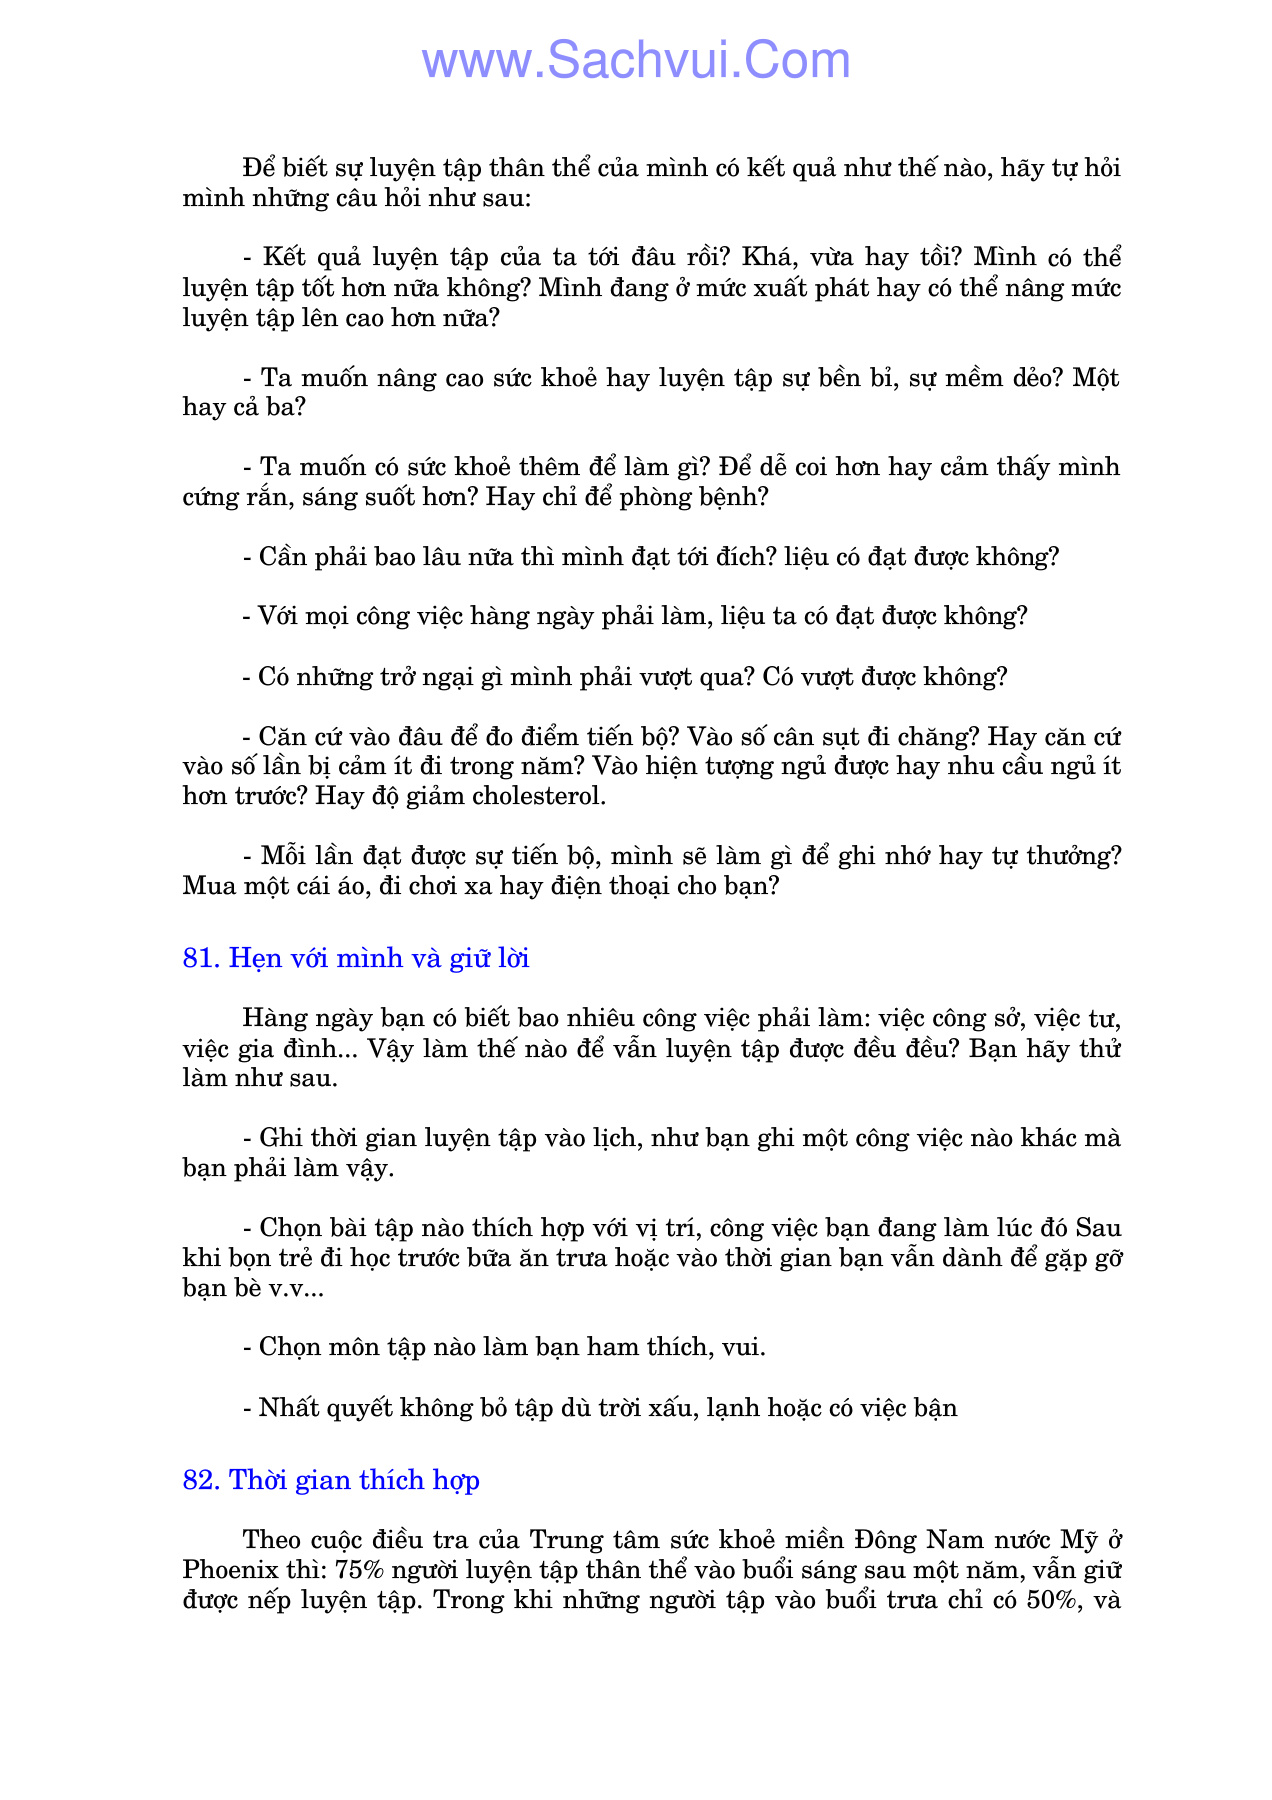 www.Sachvui.Com
Để biết sự luyện tập thân thể của mình có kết quả như thế nào, hãy tự hỏi
mình những câu hỏi như sau:
- Kết quả luyện tập của ta tới đâu rồi? Khá, vừa hay tồi? Mình có thể
luyện tập tốt hơn nữa không? Mình đang ở mức xuất phát hay có thể nâng mức
luyện tập lên cao hơn nữa?
- Ta muốn nâng cao sức khoẻ hay luyện tập sự bền bỉ, sự mềm dẻo? Một
hay cả ba?
- Ta muốn có sức khoẻ thêm để làm gì? Để dễ coi hơn hay cảm thấy mình
cứng rắn, sáng suốt hơn? Hay chỉ để phòng bệnh?
- Cần phải bao lâu nữa thì mình đạt tới đích? liệu có đạt được không?
- Với mọi công việc hàng ngày phải làm, liệu ta có đạt được không?
- Có những trở ngại gì mình phải vượt qua? Có vượt được không?
- Căn cứ vào đâu để đo điểm tiến bộ? Vào số cân sụt đi chăng? Hay căn cứ
vào số lần bị cảm ít đi trong năm? Vào hiện tượng ngủ được hay nhu cầu ngủ ít
hơn trước? Hay độ giảm cholesterol.
- Mỗi lần đạt được sự tiến bộ, mình sẽ làm gì để ghi nhớ hay tự thưởng?
Mua một cái áo, đi chơi xa hay điện thoại cho bạn?
81. Hẹn với mình và giữ lời
Hàng ngày bạn có biết bao nhiêu công việc phải làm: việc công sở, việc tư,
việc gia đình... Vậy làm thế nào để vẫn luyện tập được đều đều? Bạn hãy thử
làm như sau.
- Ghi thời gian luyện tập vào lịch, như bạn ghi một công việc nào khác mà
bạn phải làm vậy.
- Chọn bài tập nào thích hợp với vị trí, công việc bạn đang làm lúc đó Sau
khi bọn trẻ đi học trước bữa ăn trưa hoặc vào thời gian bạn vẫn dành để gặp gỡ
bạn bè v.v...
- Chọn môn tập nào làm bạn ham thích, vui.
- Nhất quyết không bỏ tập dù trời xấu, lạnh hoặc có việc bận
82. Thời gian thích hợp
Theo cuộc điều tra của Trung tâm sức khoẻ miền Đông Nam nước Mỹ ở
Phoenix thì: 75% người luyện tập thân thể vào buổi sáng sau một năm, vẫn giữ
được nếp luyện tập. Trong khi những người tập vào buổi trưa chỉ có 50%, và